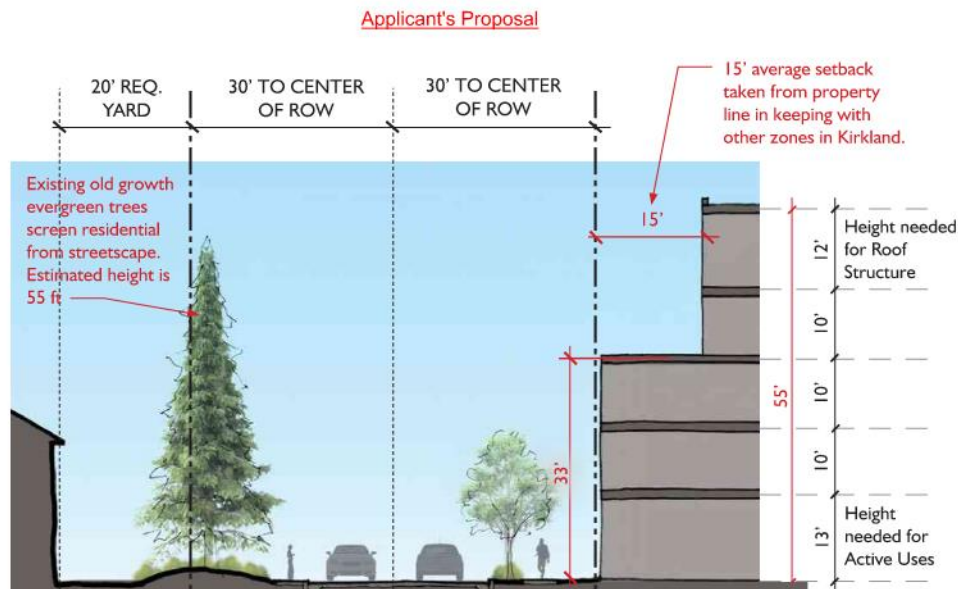 Applicant's Proposal
20' REQ.
YARD
30' TO CENTER
OF ROW
30' TO CENTER
OF ROW
15' average setback
taken from property
line in keeping with
other zones in Kirkland.
Existing old growth
evergreen trees
screen residential
from streetscape.
Estimated height is
55 ft
15'
12'
Height needed
for Roof
Structure
10'
33'
55'
10'
10'
13'
Height
needed for
Active Uses